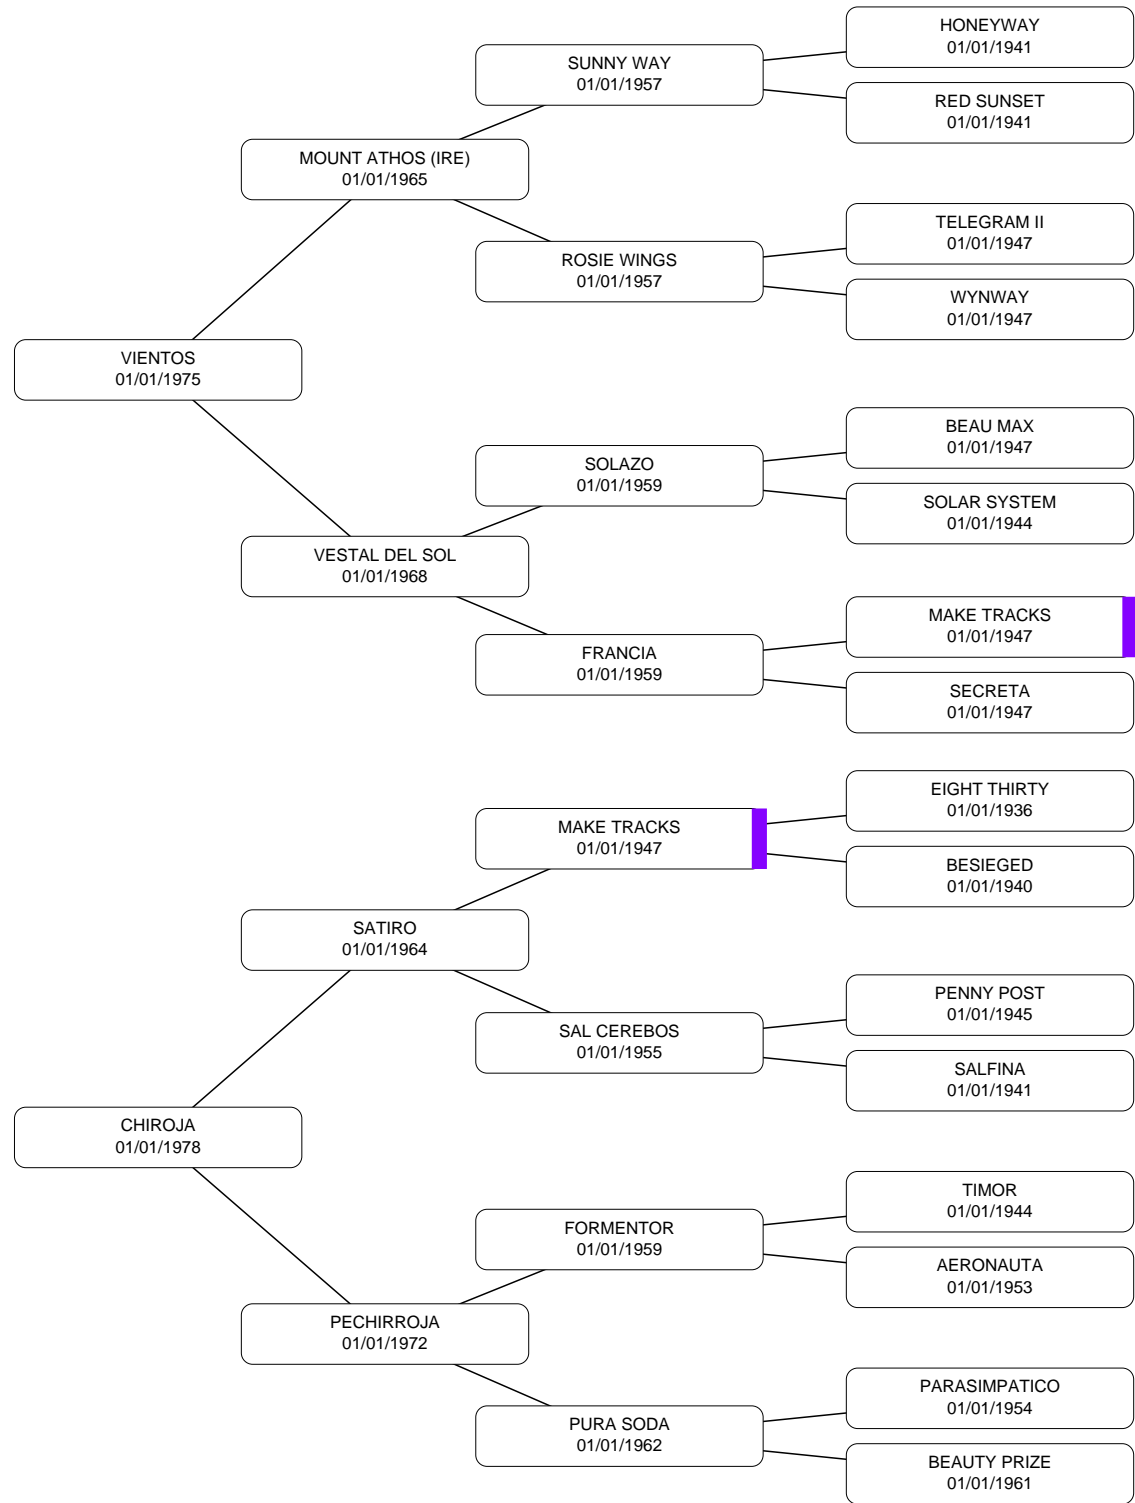 HONEYWAY
01/01/1941
SUNNY WAY
01/01/1957
RED SUNSET
01/01/1941
MOUNT ATHOS (IRE)
01/01/1965
TELEGRAM II
01/01/1947
ROSIE WINGS
01/01/1957
WYNWAY
01/01/1947
VIENTOS
01/01/1975
BEAU MAX
01/01/1947
SOLAZO
01/01/1959
SOLAR SYSTEM
01/01/1944
VESTAL DEL SOL
01/01/1968
MAKE TRACKS
01/01/1947
FRANCIA
01/01/1959
SECRETA
01/01/1947
EIGHT THIRTY
01/01/1936
MAKE TRACKS
01/01/1947
BESIEGED
01/01/1940
SATIRO
01/01/1964
PENNY POST
01/01/1945
SAL CEREBOS
01/01/1955
SALFINA
01/01/1941
CHIROJA
01/01/1978
TIMOR
01/01/1944
FORMENTOR
01/01/1959
AERONAUTA
01/01/1953
PECHIRROJA
01/01/1972
PARASIMPATICO
01/01/1954
PURA SODA
01/01/1962
BEAUTY PRIZE
01/01/1961